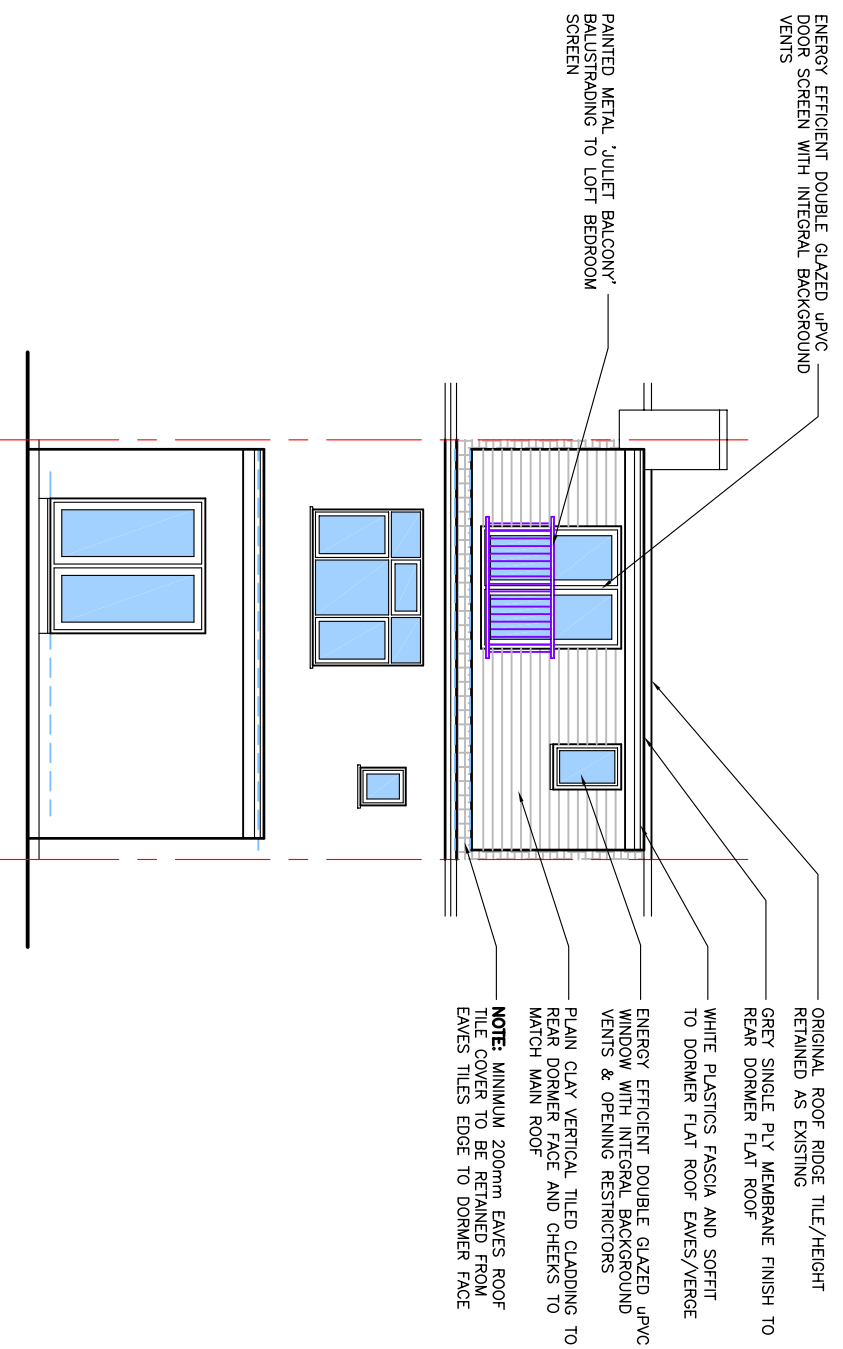 ENERGY EFFICIENT DOUBLE GLAZED uPVC
DOOR SCREEN WITH INTEGRAL BACKGROUND
VENTS
PAINTED METAL 'JULIET BALCONY'
BALUSTRADING TO LOFT BEDROOM
SCREEN
ORIGINAL ROOF RIDGE TILE/HEIGHT
RETAINED AS EXISTING
GREY SINGLE PLY MEMBRANE FINISH TO
REAR DORMER FLAT ROOF
WHITE PLASTICS FASCIA AND SOFFIT
TO DORMER FLAT ROOF EAVES/VERGE
ENERGY EFFICIENT DOUBLE GLAZED uPVC
WINDOW WITH INTEGRAL BACKGROUND
VENTS & OPENING RESTRICTORS
PLAIN CLAY VERTICAL TILED CLADDING TO
REAR DORMER FACE AND CHEEKS TO
MATCH MAIN ROOF
NOTE: MINIMUM 200mm EAVES ROOF
TILE COVER TO BE RETAINED FROM
EAVES TILES EDGE TO DORMER FACE